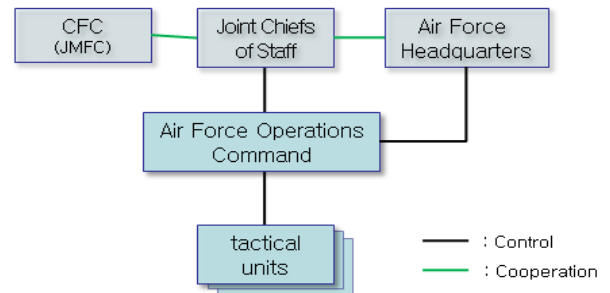 CFC
(JMFC)
Joint Chiefs
of Staff
Air Force
Headquarters
Air Force Operations
Command
tactical
units
: Control
: Cooperation